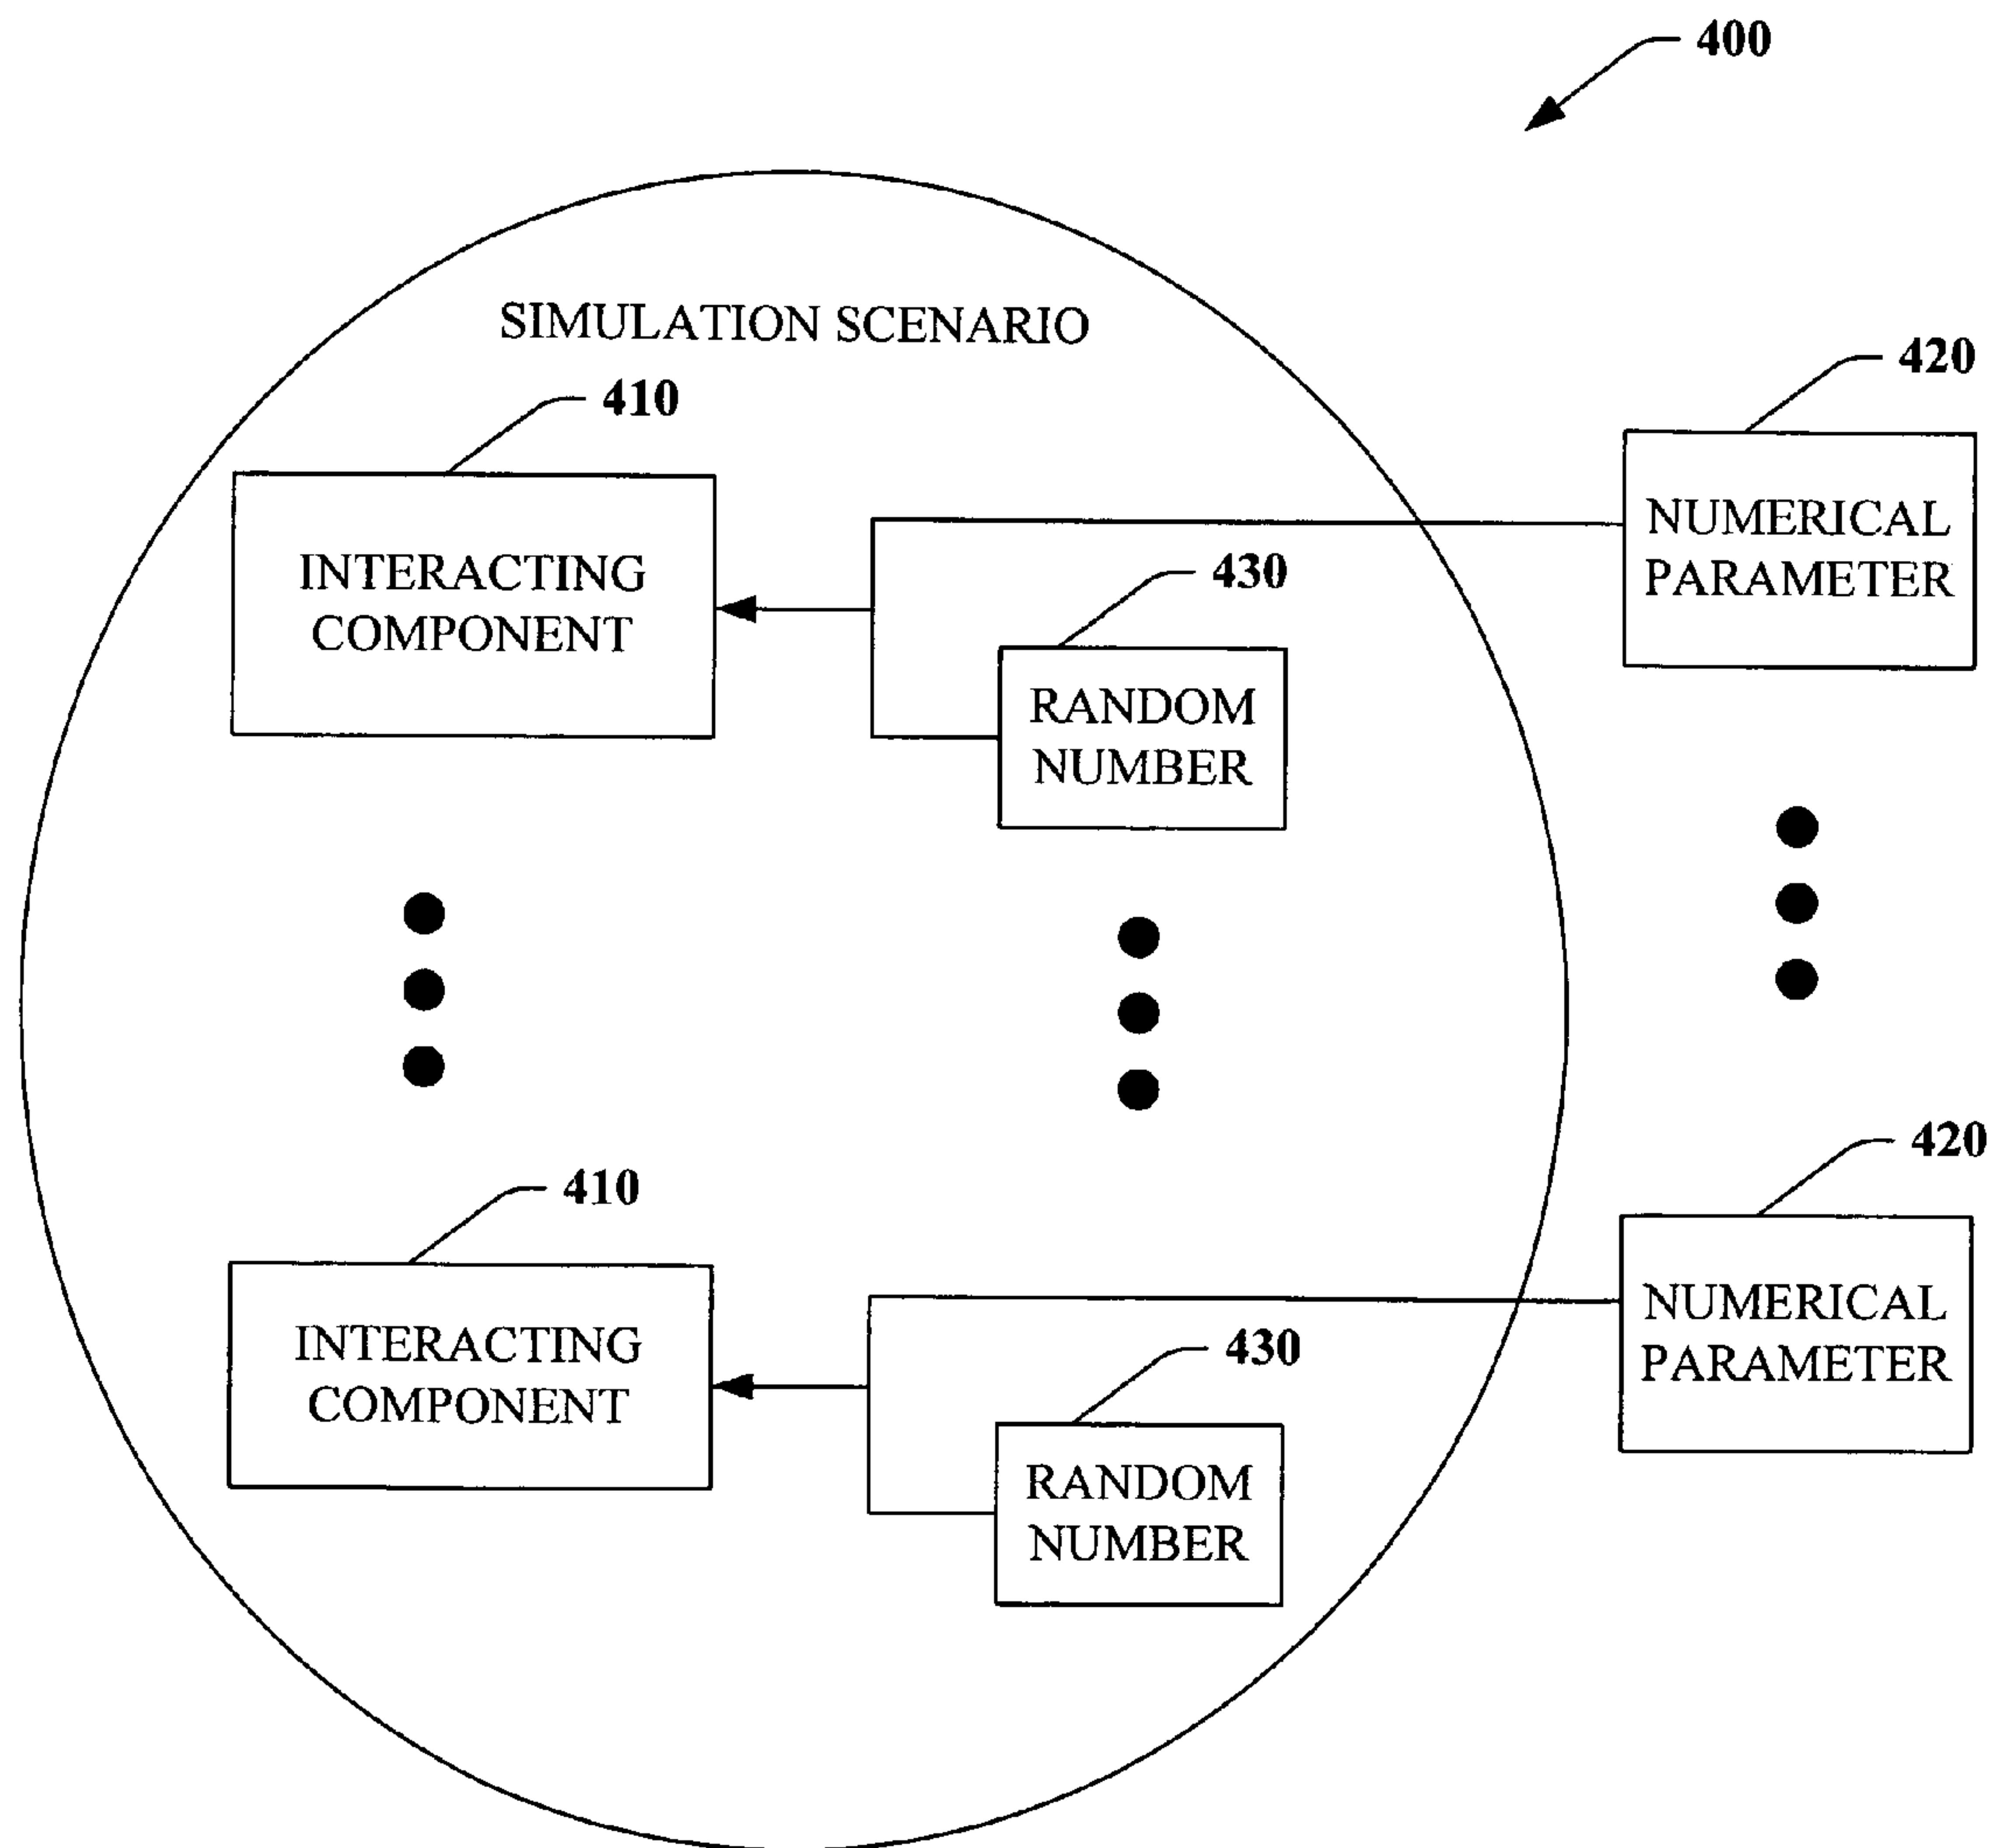 400
SIMULATION SCENARIO
420
410
NUMERICAL
PARAMETER
INTERACTING
COMPONENT
430
RANDOM
NUMBER
420
410
NUMERICAL
PARAMETER
INTERACTING
COMPONENT
430
RANDOM
NUMBER